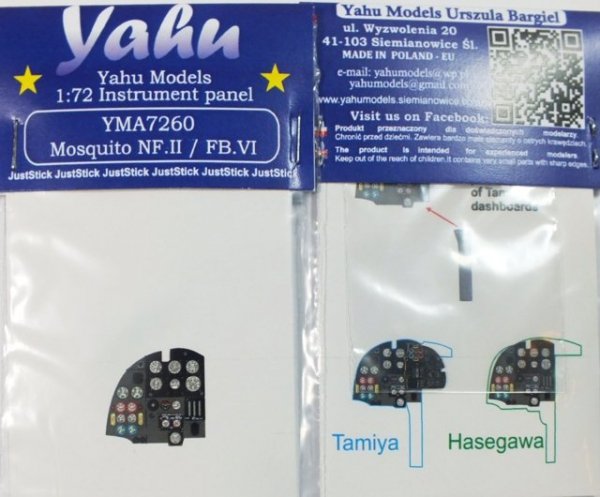 Yahu
Yahu Models
1:72 Instrument panel
YMA7260
Mosquito NF.II / FB.VI
JustStick JustStick JustStick JustStick JustStick JustStick
Yahu Models Urszula Bargiel
ul. Wyzwolenia 20
41-103 Siemianowice Śl.
MADE IN POLAND - EU
e-mail: yahumodels@wp.pl
yahumodels@gmail.com
www.yahumodels.siemianowice
Visit us on Facebook:
Produkt przeznaczony dla doświadczonych modelarzy.
Chronić przed dziećmi. Zawiera bardzo małe elementy o ostrych krawędziach.
The product is intended for experienced modelers.
Keep out of the reach of children. It contains very small parts with sharp edges.
of Tam
dashboards
Tamiya
Hasegawa